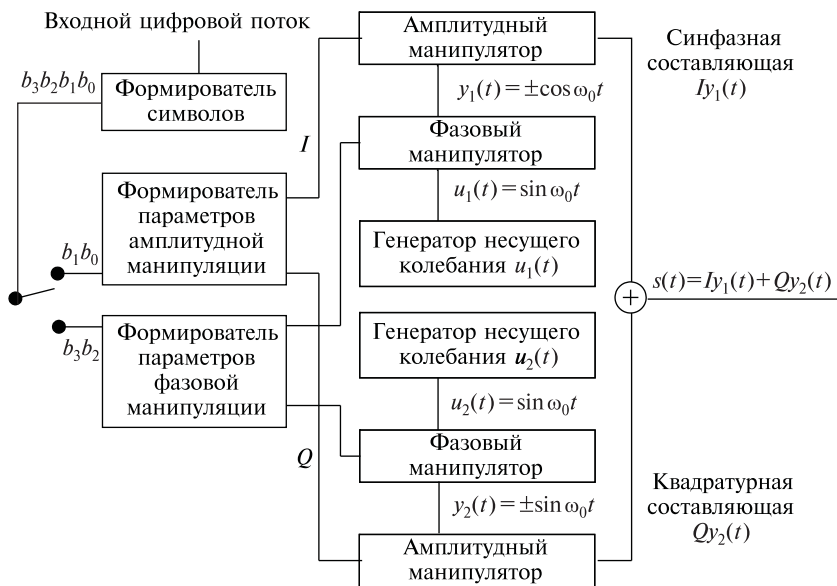 Входной цифровой поток
b₃b₂b₁b₀
Формирователь
символов
I
Формирователь
параметров
амплитудной
манипуляции
b₁b₀
b₃b₂
Формирователь
параметров
фазовой
манипуляции
Q
Амплитудный
манипулятор
y₁(t) = ±cos ω₀t
Фазовый
манипулятор
u₁(t) = sin ω₀t
Генератор несущего
колебания u₁(t)
Генератор несущего
колебания u₂(t)
u₂(t) = sin ω₀t
Фазовый
манипулятор
y₂(t) = ±sin ω₀t
Амплитудный
манипулятор
Синфазная
составляющая
Iy₁(t)
+
s(t) = Iy₁(t) + Qy₂(t)
Квадратурная
составляющая
Qy₂(t)